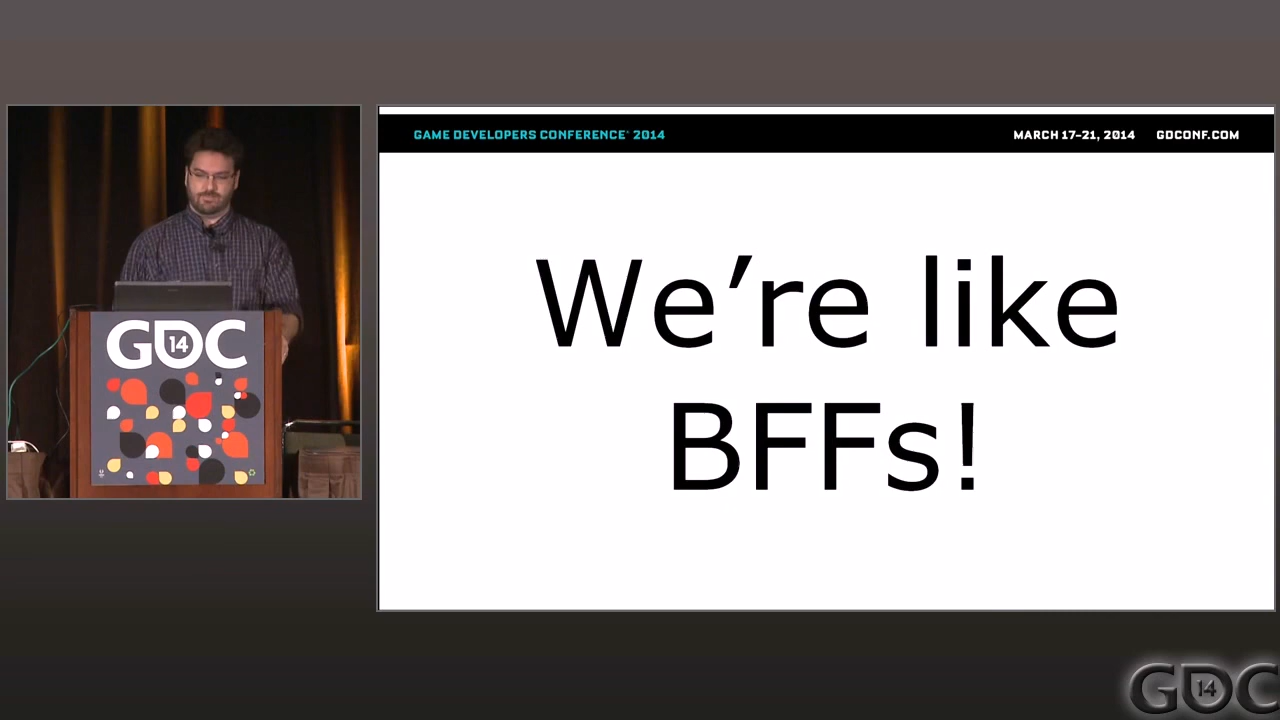 GAME DEVELOPERS CONFERENCE® 2014
MARCH 17-21, 2014 GDCONF.COM
We’re like
BFFs!
GDC
14
GDC
14